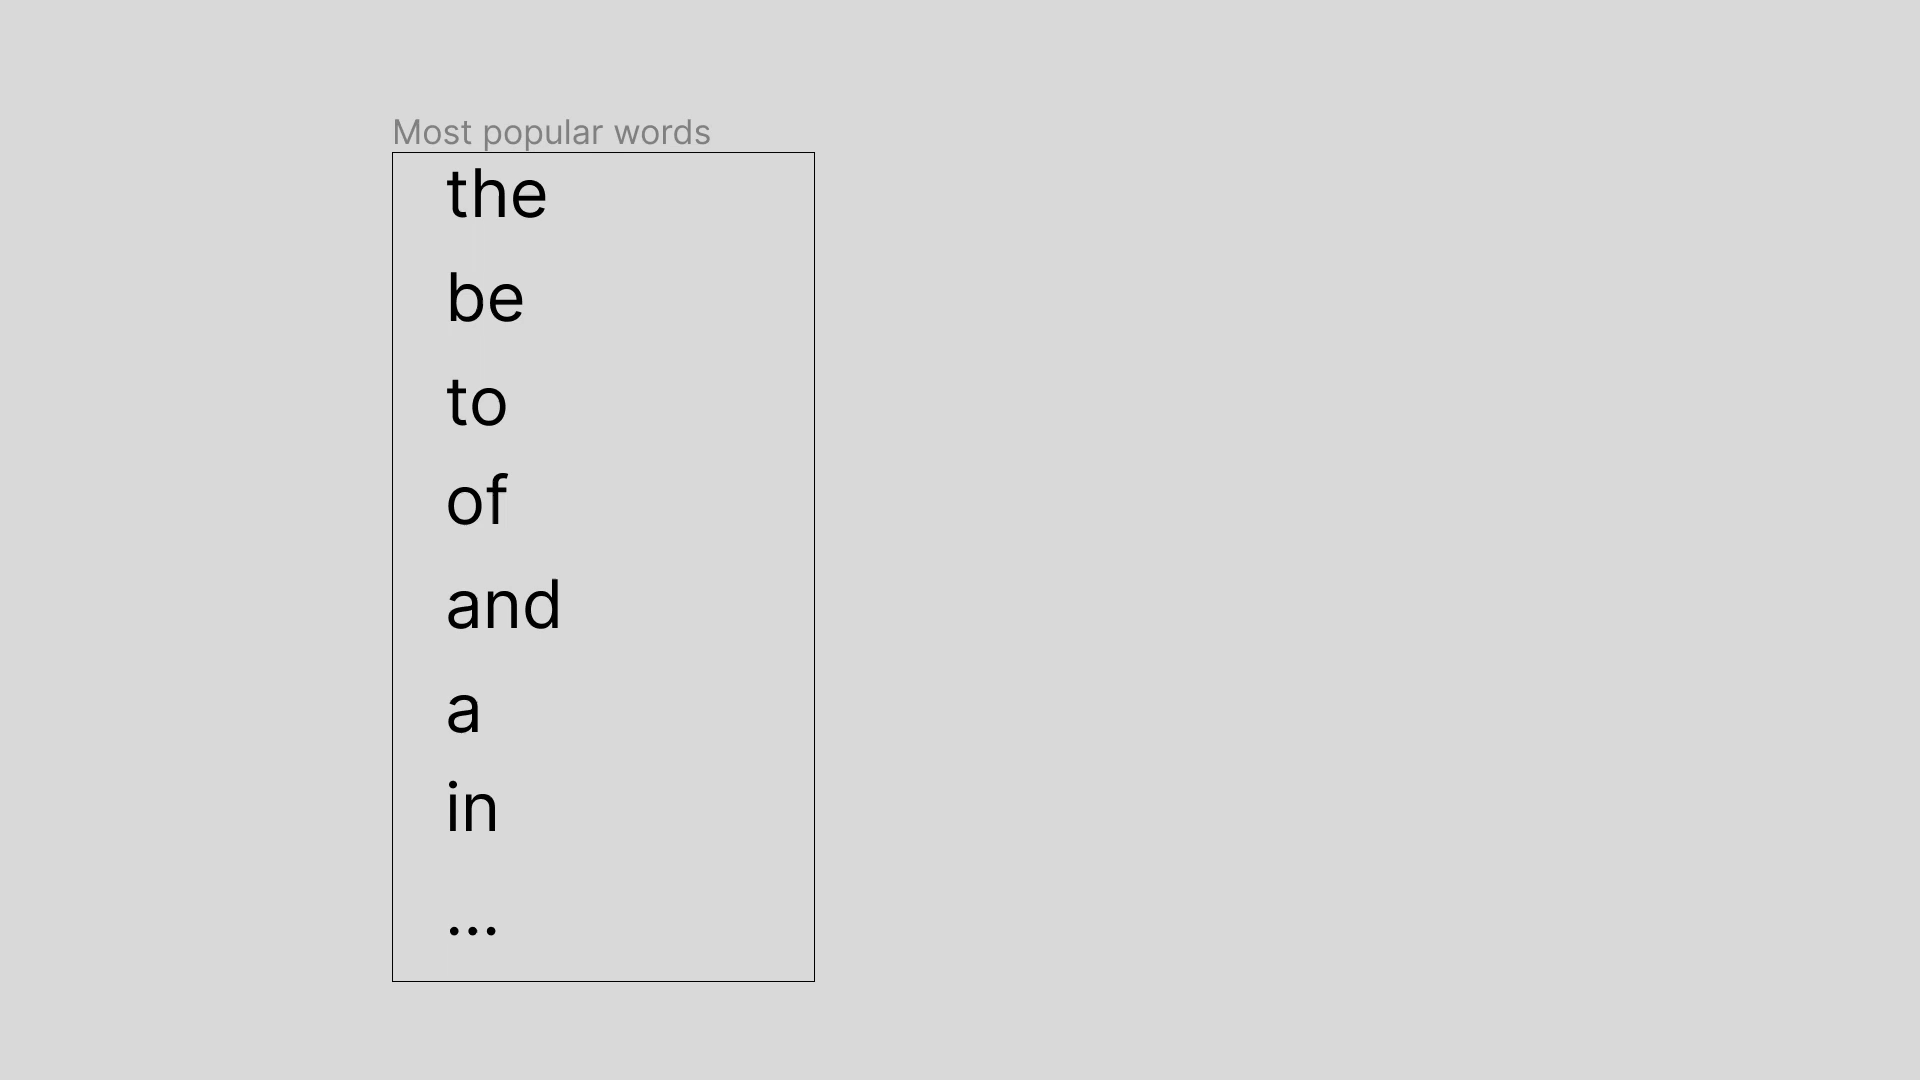 Most popular words
the
be
to
of
and
a
in
...